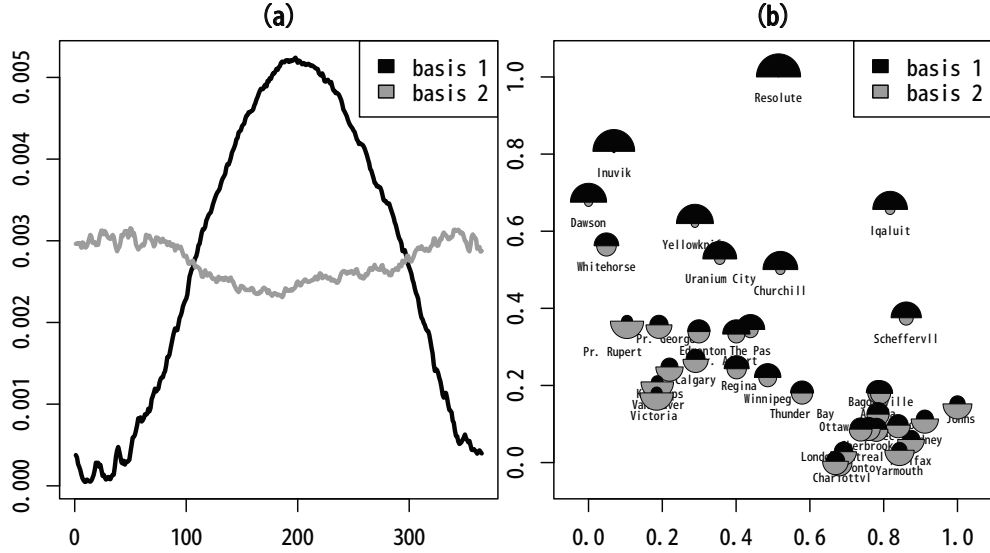 (a)
basis 1
basis 2
0.000
0.001
0.002
0.003
0.004
0.005
0
100
200
300
(b)
basis 1
basis 2
0.0
0.2
0.4
0.6
0.8
1.0
0.0
0.2
0.4
0.6
0.8
1.0
Resolute
Inuvik
Dawson
Iqaluit
Yellowknif
Whitehorse
Uranium City
Churchill
Scheffervll
Pr. George
Pr. Rupert
Edmonton The Pas
Calgary
Regina
Winnipeg
Vancouver
Victoria
Thunder Bay
Bagottville
Johns
Ottawa
Sherbrooke
London
Yarmouth
Charlottvl